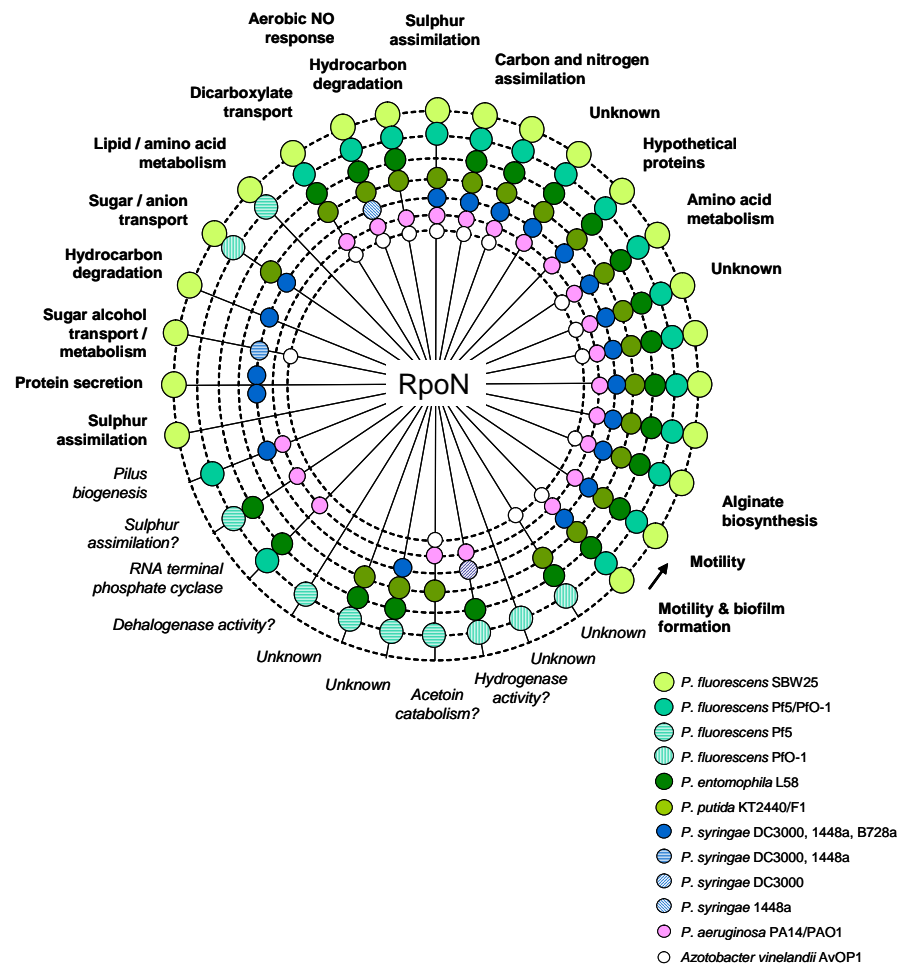 Aerobic NO
response
Sulphur
assimilation
Hydrocarbon
degradation
Carbon and nitrogen
assimilation
Dicarboxylate
transport
Unknown
Lipid / amino acid
metabolism
Hypothetical
proteins
Sugar / anion
transport
Amino acid
metabolism
Hydrocarbon
degradation
Unknown
Sugar alcohol
transport /
metabolism
Protein secretion
RpoN
Sulphur
assimilation
Pilus
biogenesis
Sulphur
assimilation?
RNA terminal
phosphate cyclase
Dehalogenase activity?
Unknown
Unknown
Acetoin
catabolism?
Hydrogenase
activity?
Unknown
Unknown
Alginate
biosynthesis
Motility
Motility & biofilm
formation
P. fluorescens SBW25
P. fluorescens Pf5/PfO-1
P. fluorescens Pf5
P. fluorescens PfO-1
P. entomophila L58
P. putida KT2440/F1
P. syringae DC3000, 1448a, B728a
P. syringae DC3000, 1448a
P. syringae DC3000
P. syringae 1448a
P. aeruginosa PA14/PAO1
Azotobacter vinelandii AvOP1